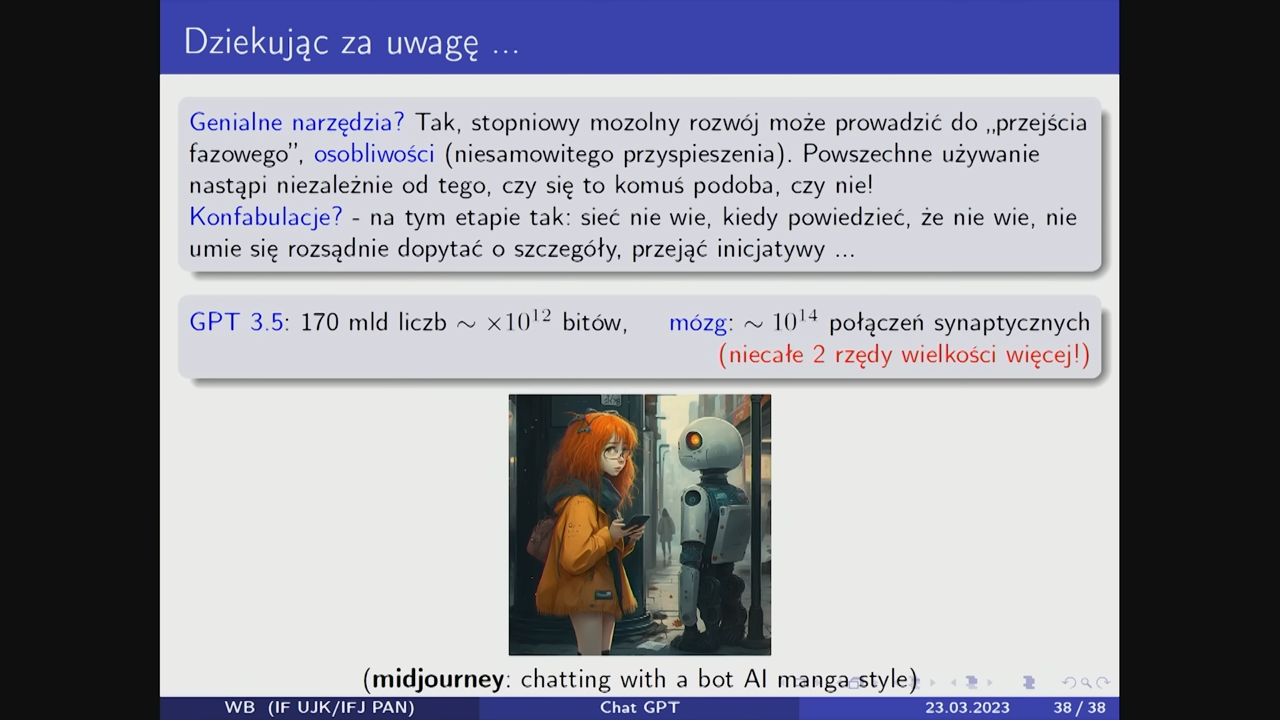 Dziekując za uwagę ...
Genialne narzędzia? Tak, stopniowy mozolny rozwój może prowadzić do „przejścia
fazowego”, osobliwości (niesamowitego przyspieszenia). Powszechne używanie
nastąpi niezależnie od tego, czy się to komuś podoba, czy nie!
Konfabulacje? - na tym etapie tak: sieć nie wie, kiedy powiedzieć, że nie wie, nie
umie się rozsądnie dopytać o szczegóły, przejąć inicjatywy ...
GPT 3.5: 170 mld liczb ∼ ×10¹² bitów, mózg: ∼ 10¹⁴ połączeń synaptycznych
(niecałe 2 rzędy wielkości więcej!)
(midjourney: chatting with a bot AI manga style)
WB (IF UJK/IFJ PAN) Chat GPT 23.03.2023 38 / 38